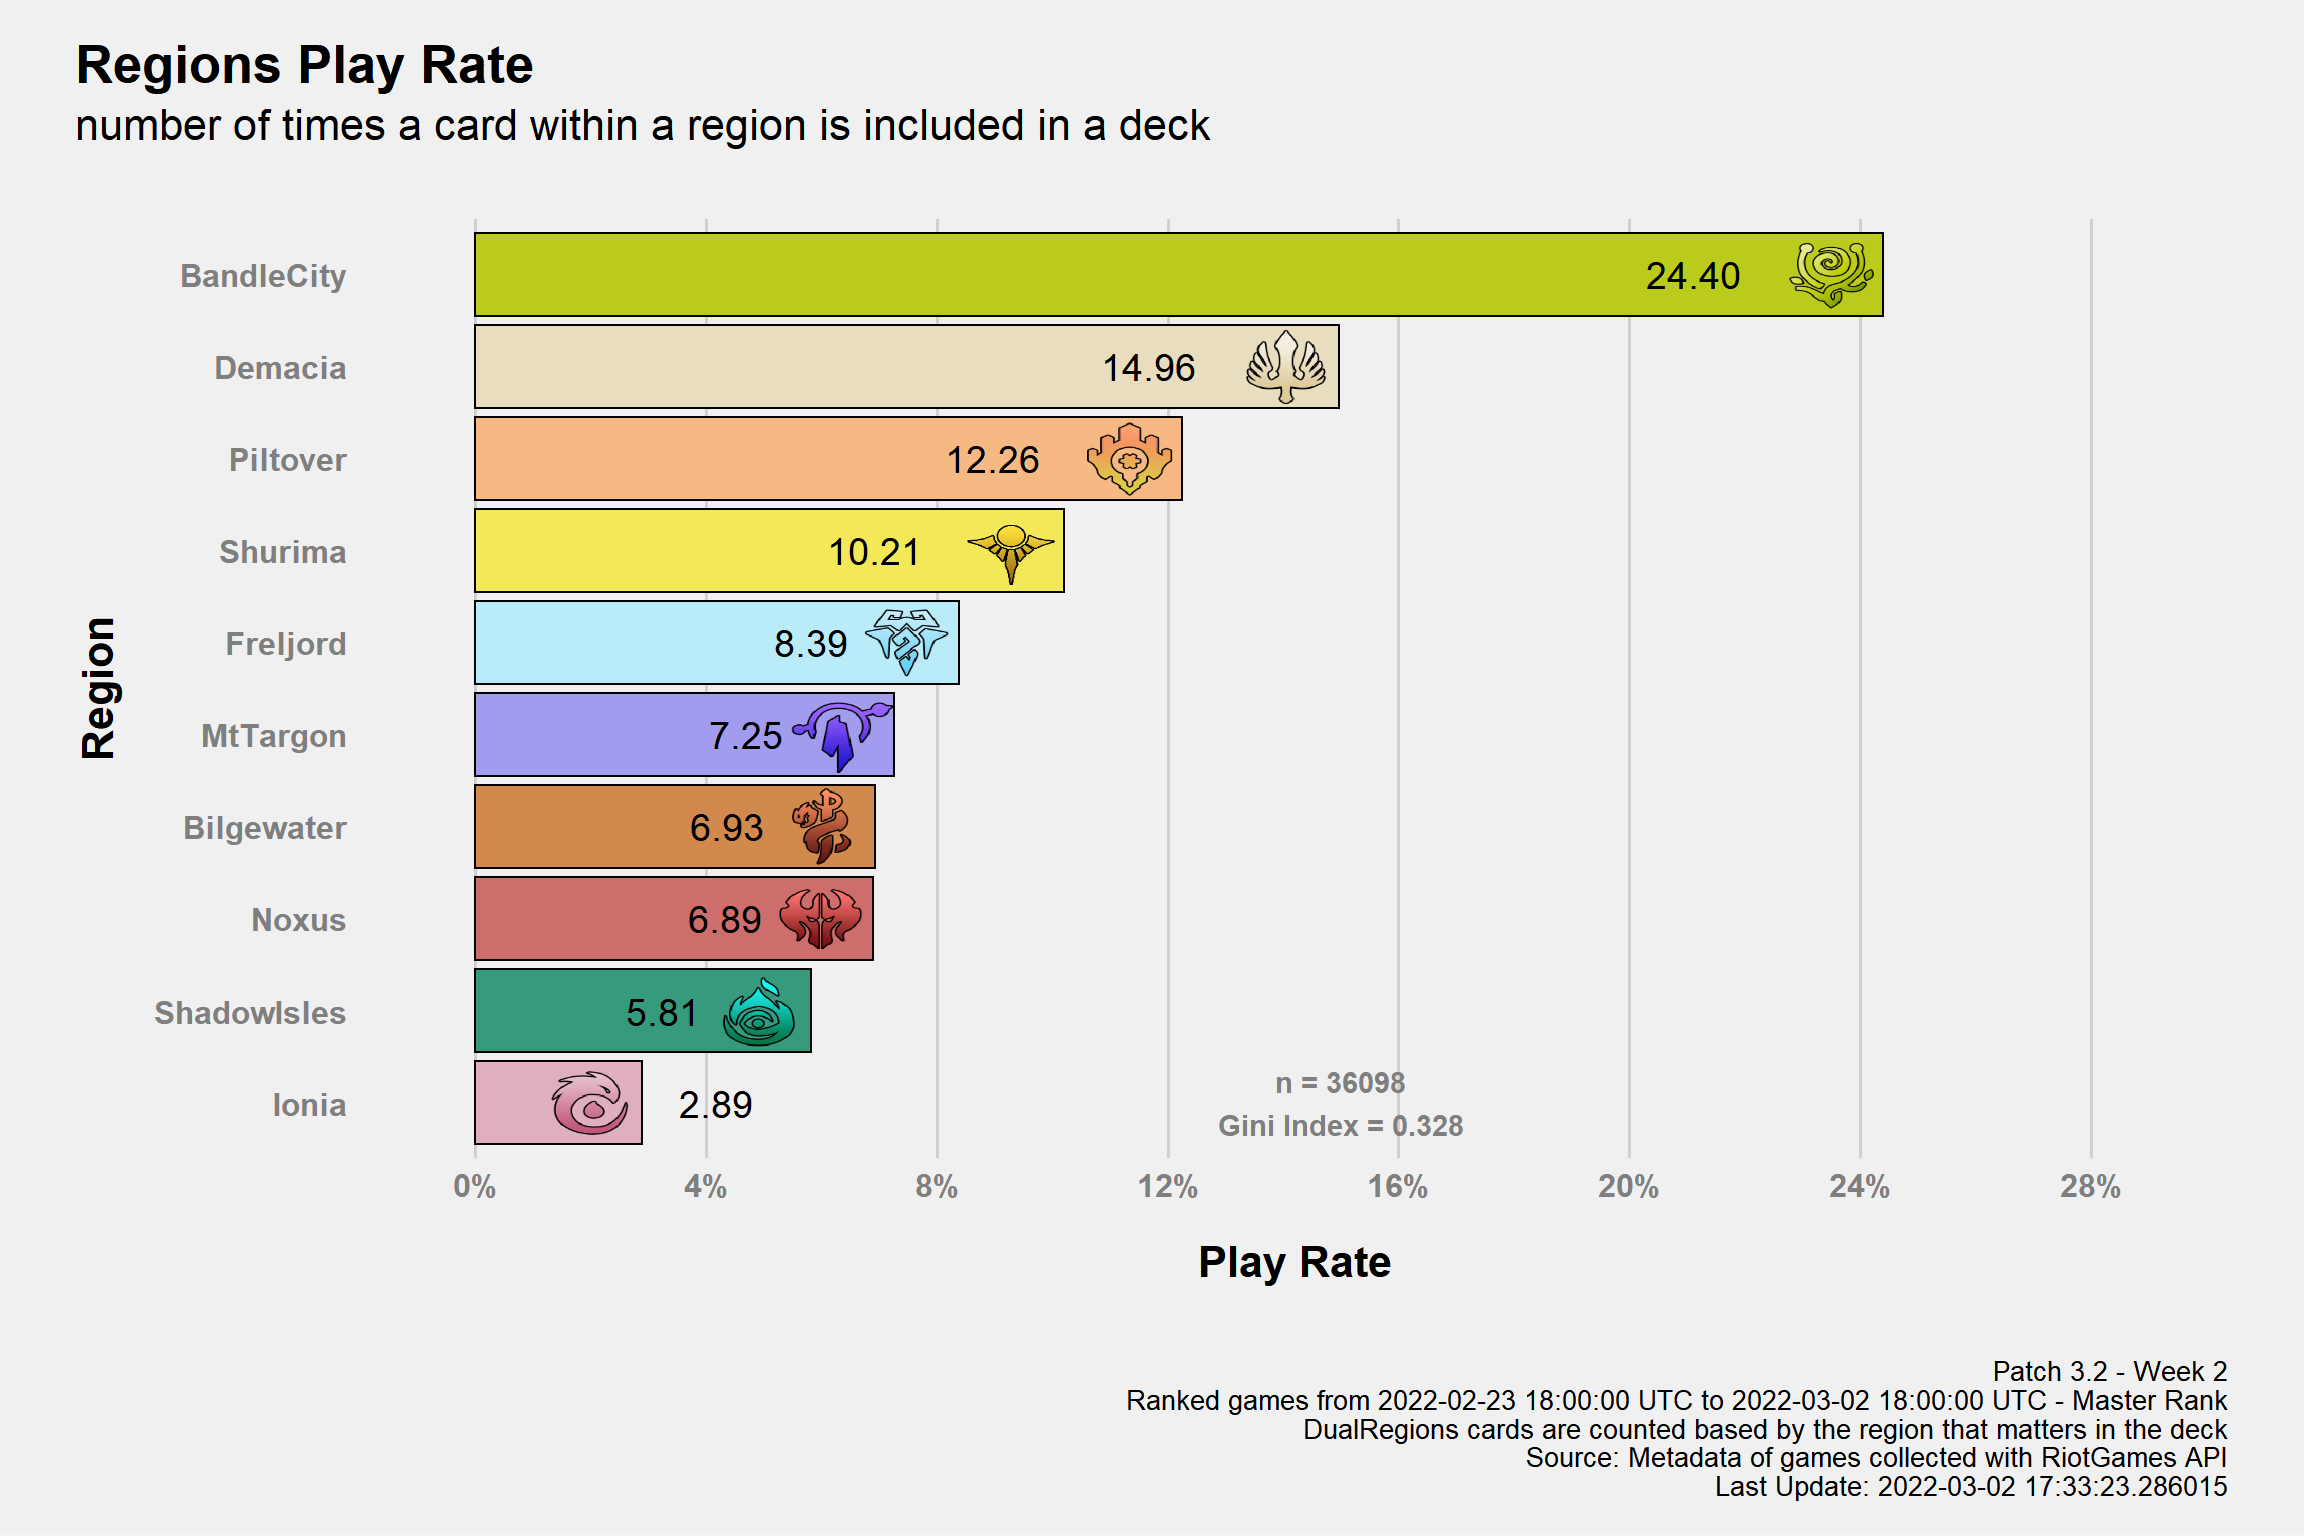 Regions Play Rate
number of times a card within a region is included in a deck
Region
BandleCity 24.40
Demacia 14.96
Piltover 12.26
Shurima 10.21
Freljord 8.39
MtTargon 7.25
Bilgewater 6.93
Noxus 6.89
ShadowIsles 5.81
Ionia 2.89
n = 36098
Gini Index = 0.328
0% 4% 8% 12% 16% 20% 24% 28%
Play Rate
Patch 3.2 - Week 2
Ranked games from 2022-02-23 18:00:00 UTC to 2022-03-02 18:00:00 UTC - Master Rank
DualRegions cards are counted based by the region that matters in the deck
Source: Metadata of games collected with RiotGames API
Last Update: 2022-03-02 17:33:23.286015